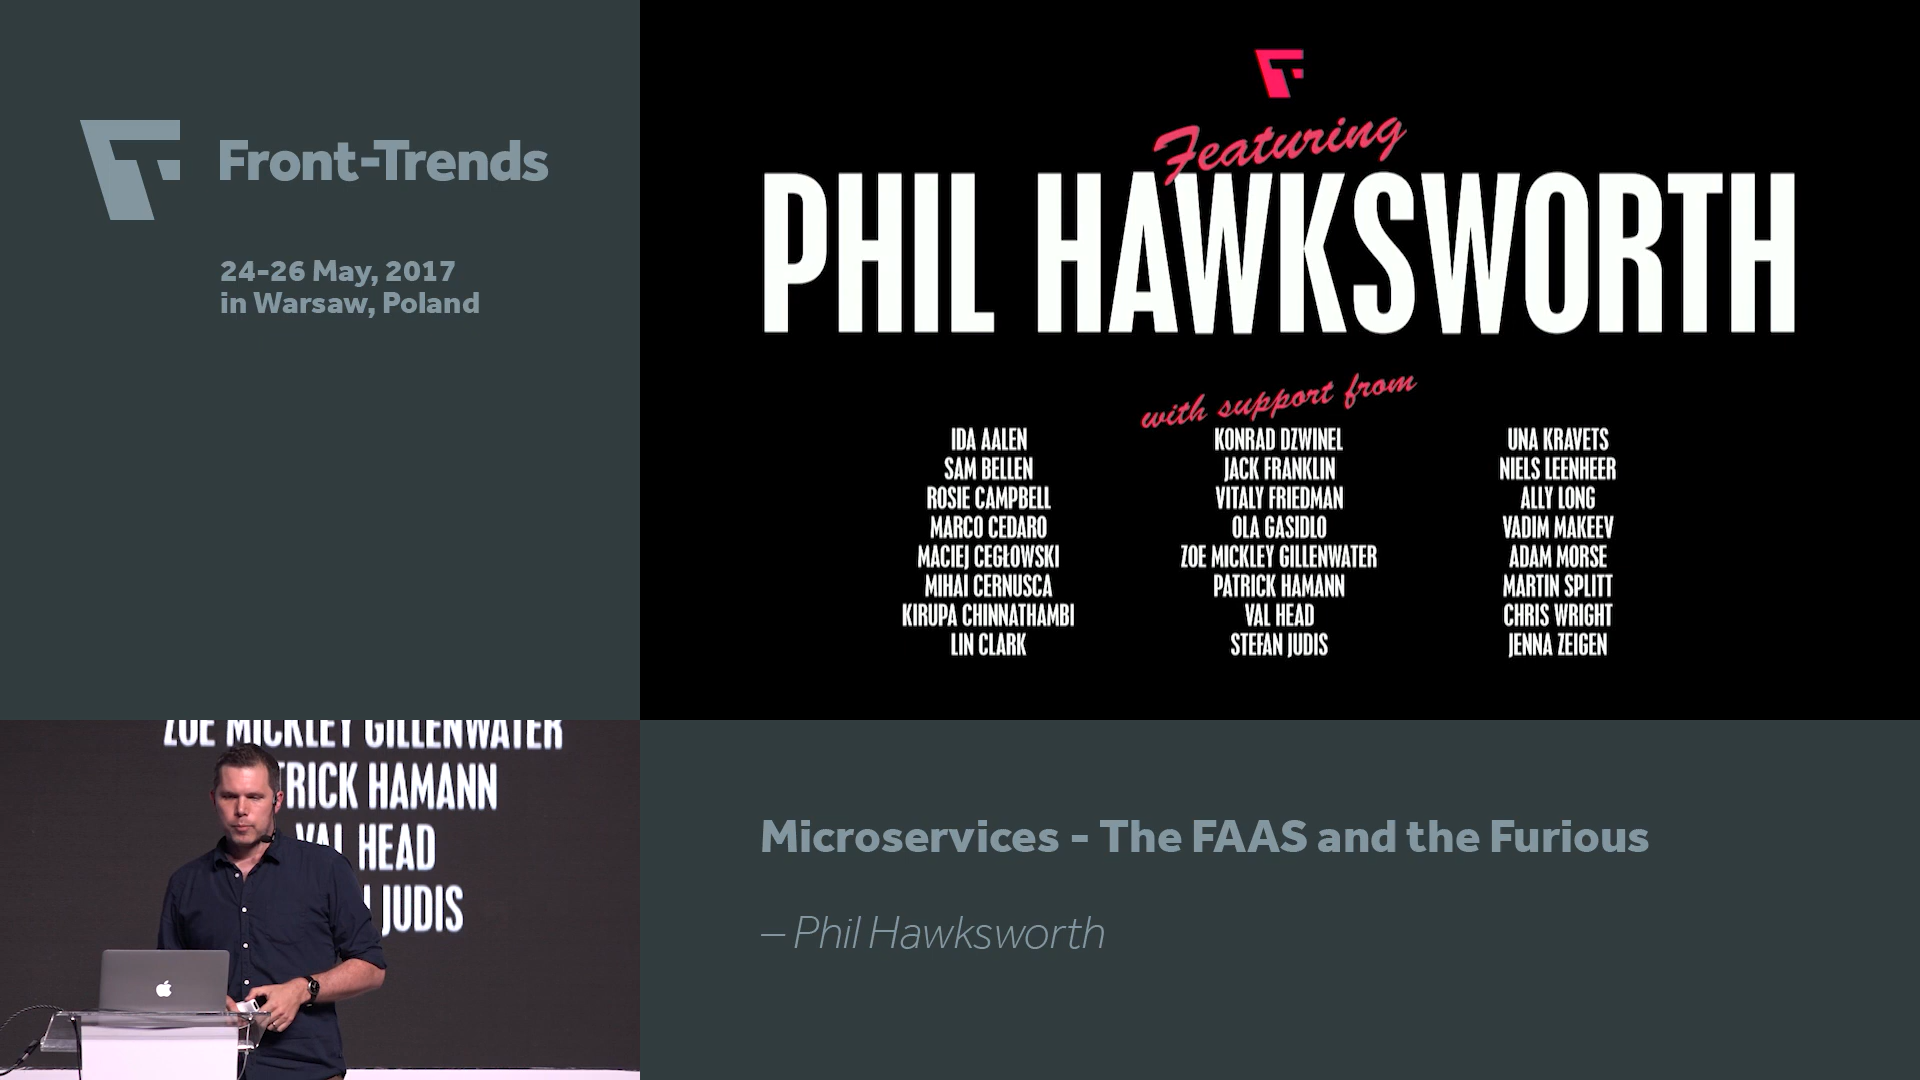 Front-Trends
24-26 May, 2017
in Warsaw, Poland
Featuring
PHIL HAWKSWORTH
with support from
IDA AALEN
SAM BELLEN
ROSIE CAMPBELL
MARCO CEDARO
MACIEJ CEGŁOWSKI
MIHAI CERNUSCA
KIRUPA CHINNATHAMBI
LIN CLARK
KONRAD DZWINEL
JACK FRANKLIN
VITALY FRIEDMAN
OLA GASIDLO
ZOE MICKLEY GILLENWATER
PATRICK HAMANN
VAL HEAD
STEFAN JUDIS
UNA KRAVETS
NIELS LEENHEER
ALLY LONG
VADIM MAKEEV
ADAM MORSE
MARTIN SPLITT
CHRIS WRIGHT
JENNA ZEIGEN
ZOE MICKLEY GILLENWATER
TRICK HAMANN
VAL HEAD
JUDIS
Microservices - The FAAS and the Furious
– Phil Hawksworth